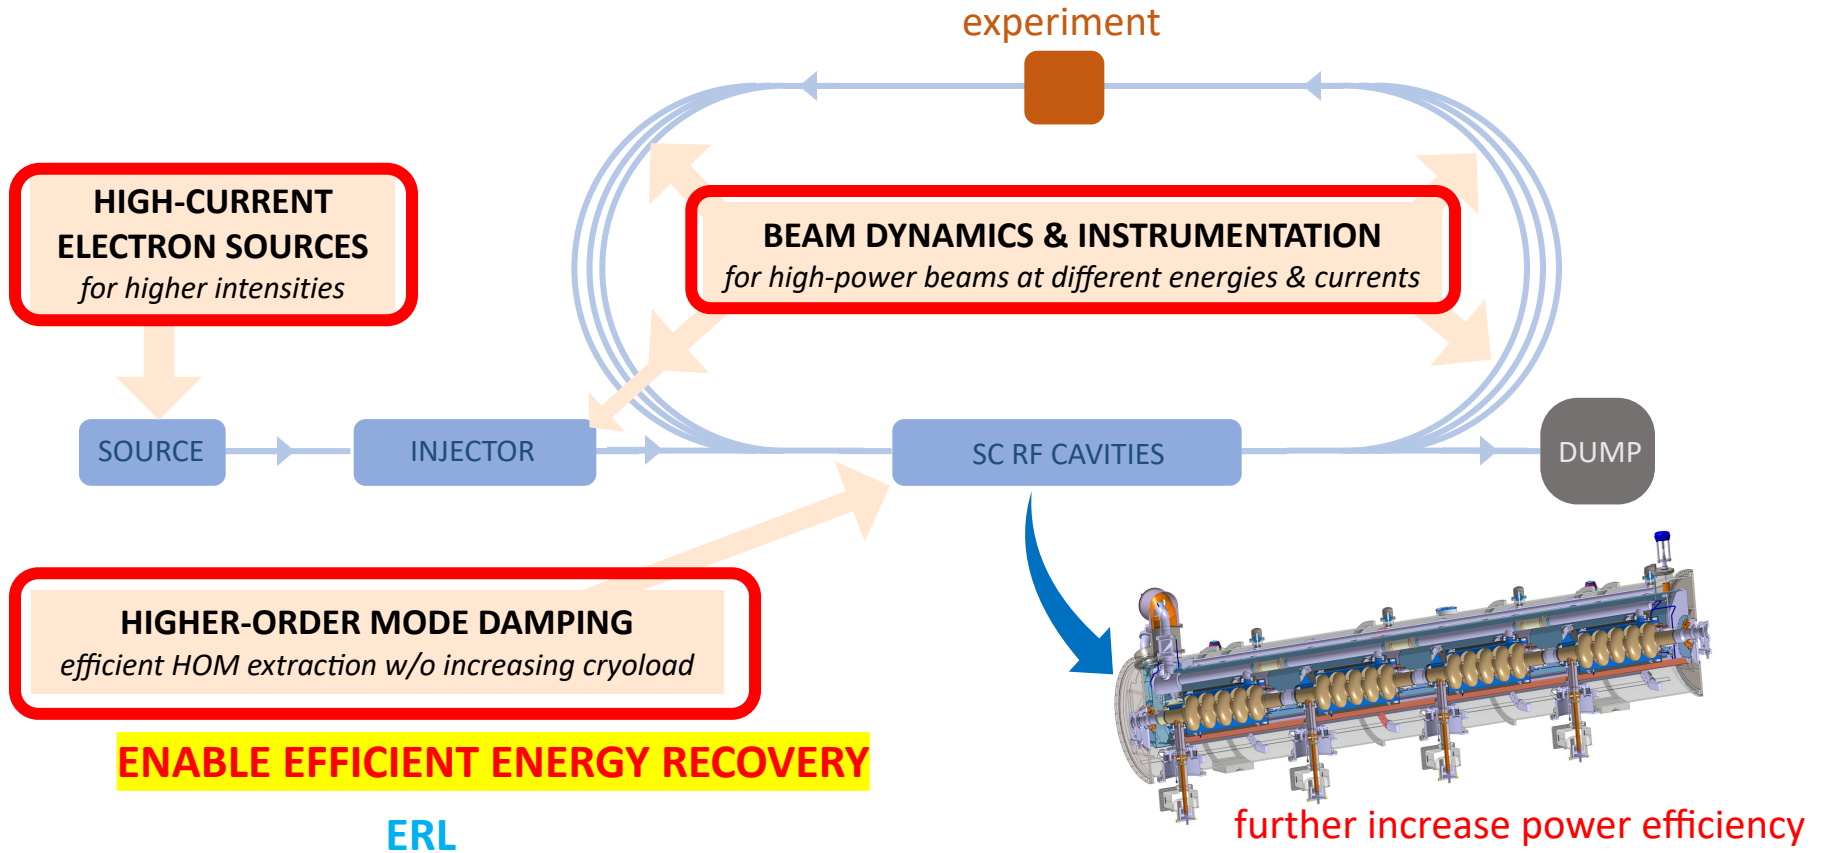 experiment
HIGH-CURRENT
ELECTRON SOURCES
for higher intensities
BEAM DYNAMICS & INSTRUMENTATION
for high-power beams at different energies & currents
SOURCE
INJECTOR
SC RF CAVITIES
DUMP
HIGHER-ORDER MODE DAMPING
efficient HOM extraction w/o increasing cryoload
ENABLE EFFICIENT ENERGY RECOVERY
ERL
further increase power efficiency